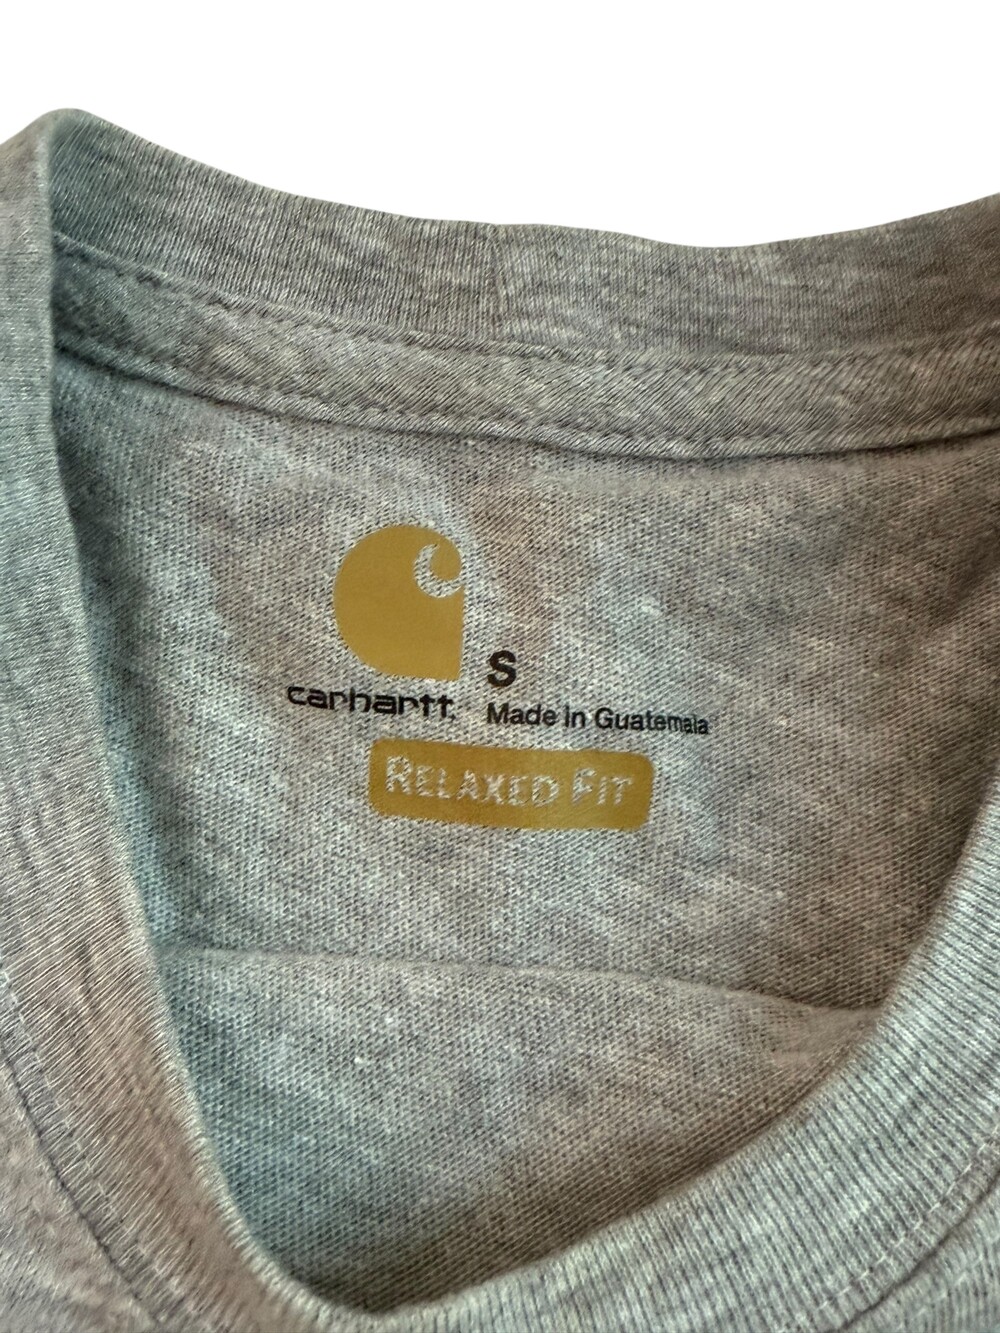 carhartt.
S
Made in Guatemala
RELAXED FIT